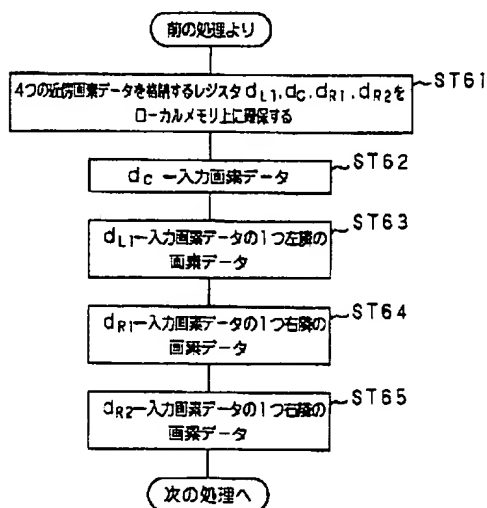 前の処理より
ST61
4つの近傍画素データを格納するレジスタ dL1, dC, dR1, dR2を
ローカルメモリ上に確保する
ST62
dC ←入力画素データ
ST63
dL1←入力画素データの1つ左隣の
画素データ
ST64
dR1←入力画素データの1つ右隣の
画素データ
ST65
dR2←入力画素データの1つ右隣の
画素データ
次の処理へ